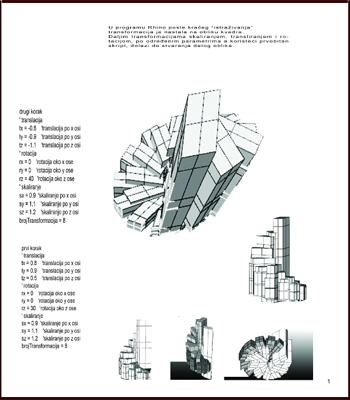 U programu Rhino posle kraćeg "istraživanja"
transformacija je nastala na obliku kvadra.
Daljim transformacijama skaliranjem, transliranjem i ro-
tacijom, po određenim parametrima a koristeći prvobitan
skript, dolazi do stvaranja datog oblika.
drugi korak
'translacija
tx = -0.8 'translacija po x osi
ty = -0.9 'translacija po y osi
tz = -1.1 'translacija po z osi
'rotacija
rx = 0 'rotacija oko x ose
ry = 0 'rotacija oko y ose
rz = 40 'rotacija oko z ose
'skaliranje
sx = 0.9 'skaliranje po x osi
sy = 1.1 'skaliranje po y osi
sz = 1.2 'skaliranje po z osi
brojTransformacija = 8
prvi korak
'translacija
tx = 0.8 'translacija po x osi
ty = 0.9 'translacija po y osi
tz = 0.5 'translacija po z osi
'rotacija
rx = 0 'rotacija oko x ose
ry = 0 'rotacija oko y ose
rz = 30 'rotacija oko z ose
'skaliranje
sx = 0.9 'skaliranje po x osi
sy = 1.1 'skaliranje po y osi
sz = 1.2 'skaliranje po z osi
brojTransformacija = 8
1